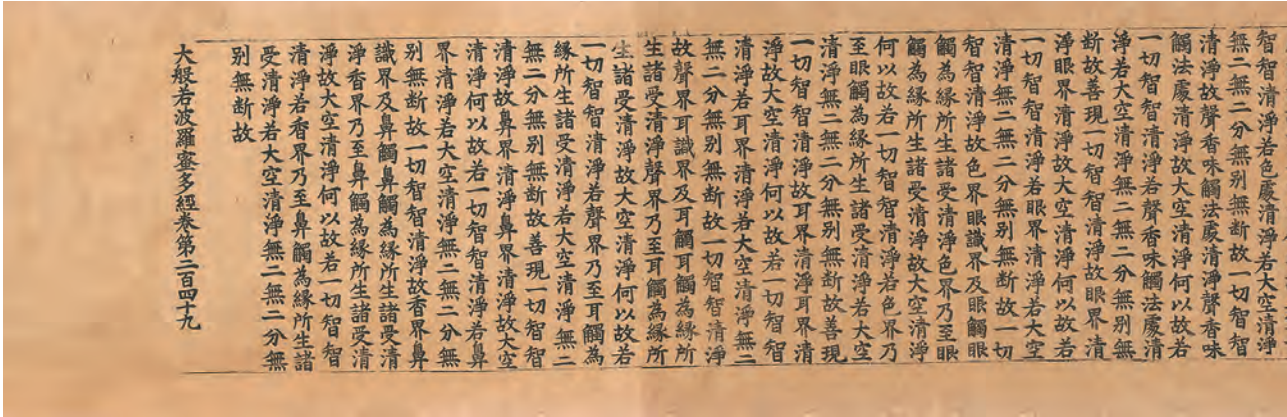 智智清淨若色處清淨若大空清淨
無二無二分無別無斷故一切智智
清淨故聲香味觸法處清淨聲香味
觸法處清淨故大空清淨何以故若
一切智智清淨若聲香味觸法處清
淨若大空清淨無二無二分無別無
斷故善現一切智智清淨故眼界清
淨眼界清淨故大空清淨何以故若
一切智智清淨若眼界清淨若大空
清淨無二無二分無別無斷故一切
智智清淨故色界眼識界及眼觸眼
觸為緣所生諸受清淨色界乃至眼
觸為緣所生諸受清淨故大空清淨
何以故若一切智智清淨若色界乃
至眼觸為緣所生諸受清淨若大空
清淨無二無二分無別無斷故善現
一切智智清淨故耳界清淨耳界清
淨故大空清淨何以故若一切智智
清淨若耳界清淨若大空清淨無二
無二分無別無斷故一切智智清淨
故聲界耳識界及耳觸耳觸為緣所
生諸受清淨聲界乃至耳觸為緣所
生諸受清淨故大空清淨何以故若
一切智智清淨若聲界乃至耳觸為
緣所生諸受清淨若大空清淨無二
無二分無別無斷故善現一切智智
清淨故鼻界清淨鼻界清淨故大空
清淨何以故若一切智智清淨若鼻
界清淨若大空清淨無二無二分無
別無斷故一切智智清淨故香界鼻
識界及鼻觸鼻觸為緣所生諸受清
淨香界乃至鼻觸為緣所生諸受清
淨故大空清淨何以故若一切智智
清淨若香界乃至鼻觸為緣所生諸
受清淨若大空清淨無二無二分無
別無斷故
大般若波羅蜜多經卷第二百四十九